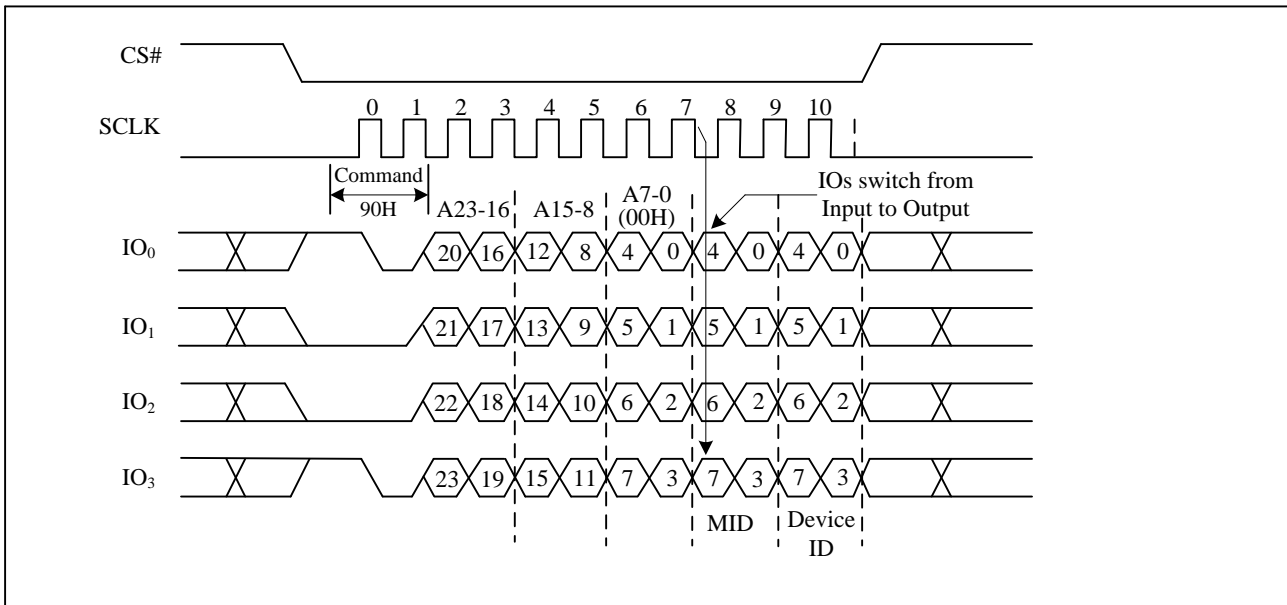 CS#
0 1 2 3 4 5 6 7 8 9 10
SCLK
Command
90H
A23-16
A15-8
A7-0
(00H)
IOs switch from
Input to Output
IO0
20 16 12 8 4 0 4 0 4 0
IO1
21 17 13 9 5 1 5 1 5 1
IO2
22 18 14 10 6 2 6 2 6 2
IO3
23 19 15 11 7 3 7 3 7 3
MID
Device
ID